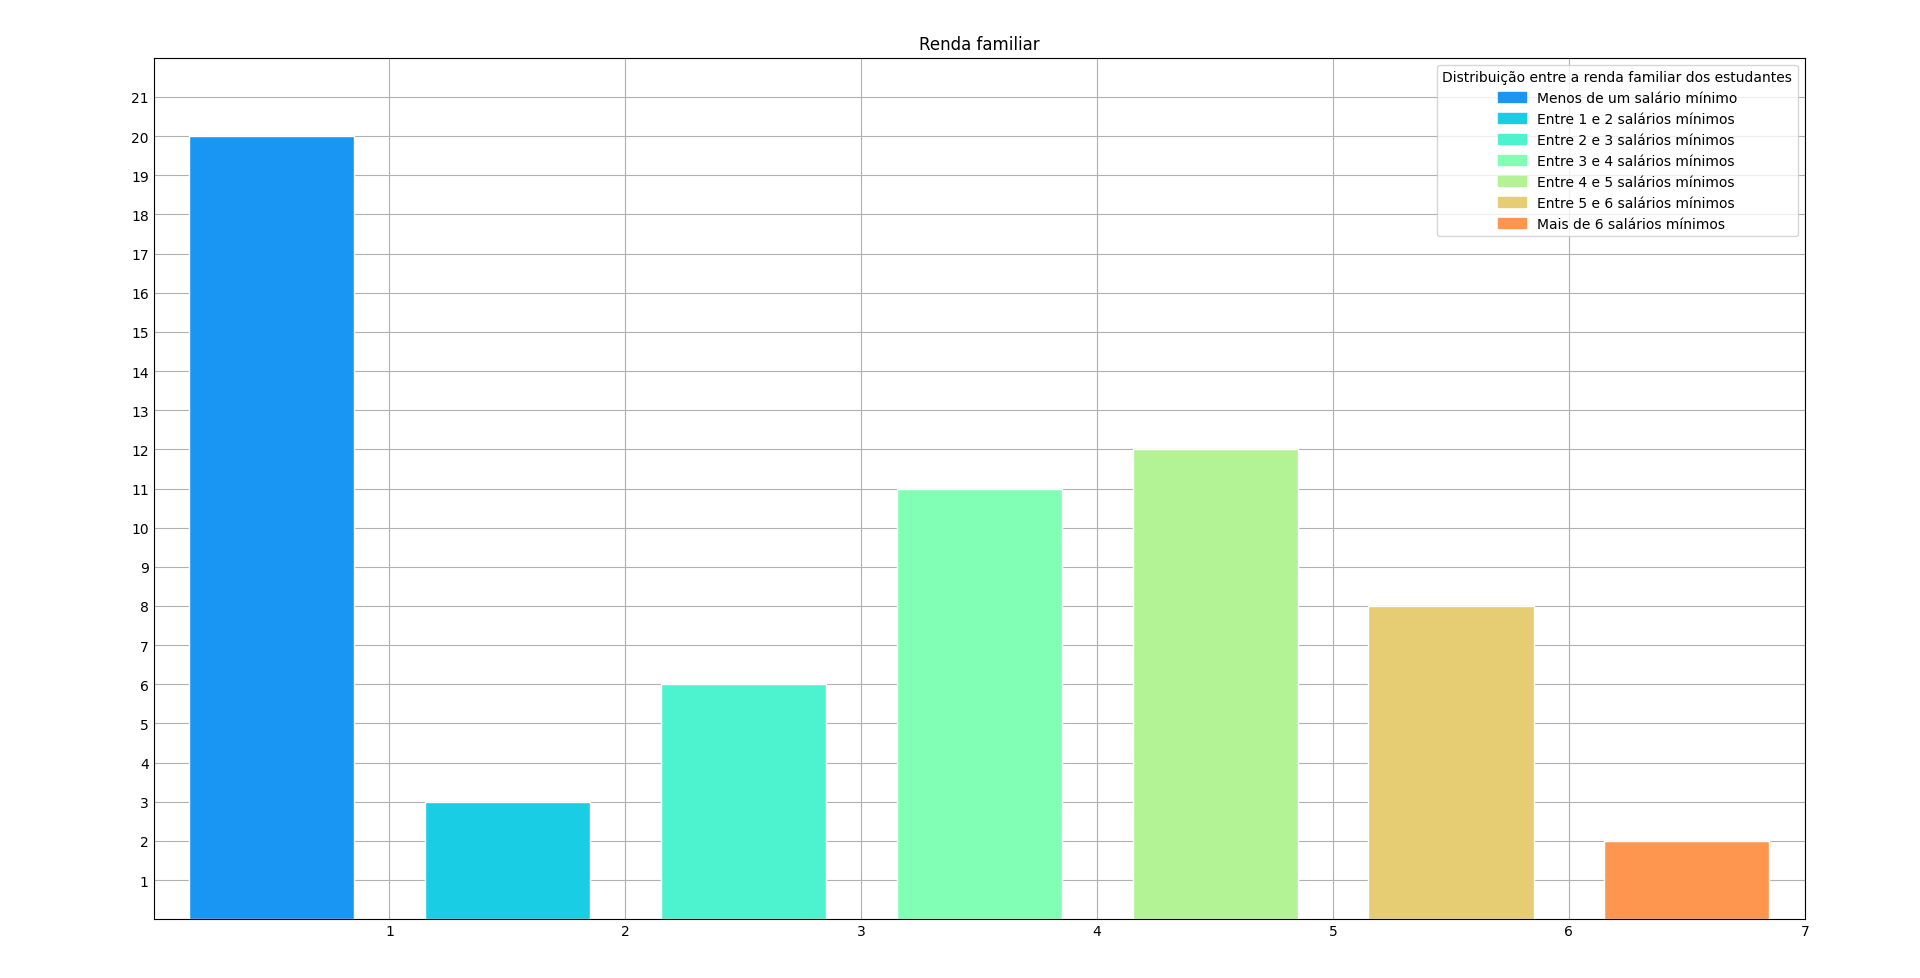 Renda familiar
Distribuição entre a renda familiar dos estudantes
Menos de um salário mínimo
Entre 1 e 2 salários mínimos
Entre 2 e 3 salários mínimos
Entre 3 e 4 salários mínimos
Entre 4 e 5 salários mínimos
Entre 5 e 6 salários mínimos
Mais de 6 salários mínimos
21
20
19
18
17
16
15
14
13
12
11
10
9
8
7
6
5
4
3
2
1
1 2 3 4 5 6 7